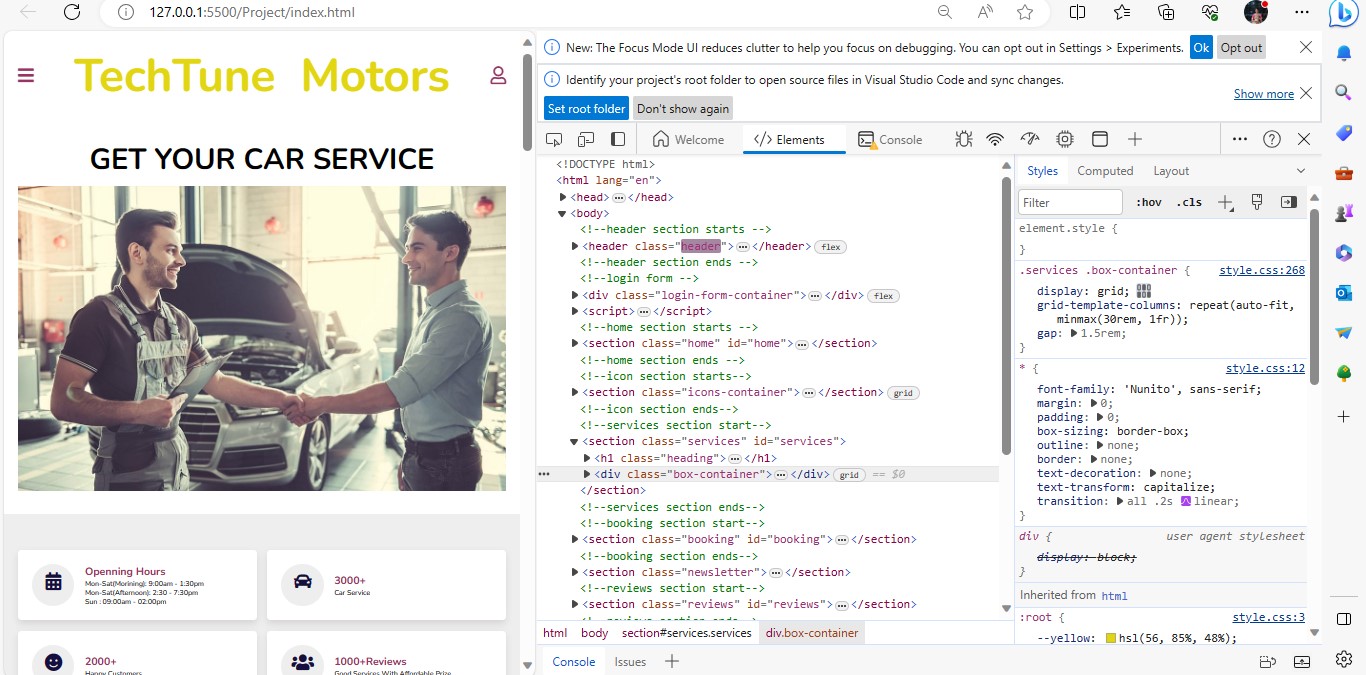 127.0.0.1:5500/Project/index.html
TechTune Motors
GET YOUR CAR SERVICE
Openning Hours
Mon-Sat(Morining): 9:00am - 1:30pm
Mon-Sat(Afternoon): 2:30 - 7:30pm
Sun : 09:00am - 02:00pm
3000+
Car Service
2000+
Happy Customers
1000+Reviews
Good Services With Affordable Prize
New: The Focus Mode UI reduces clutter to help you focus on debugging. You can opt out in Settings > Experiments.
Ok
Opt out
Identify your project's root folder to open source files in Visual Studio Code and sync changes.
Show more
Set root folder
Don't show again
Welcome
</> Elements
Console
<!DOCTYPE html>
<html lang="en">
<head> ⋯ </head>
<body>
<!--header section starts -->
<header class="header"> ⋯ </header> flex
<!--header section ends -->
<!--login form -->
<div class="login-form-container"> ⋯ </div> flex
<script> ⋯ </script>
<!--home section starts -->
<section class="home" id="home"> ⋯ </section>
<!--home section ends -->
<!--icon section starts-->
<section class="icons-container"> ⋯ </section> grid
<!--icon section ends-->
<!--services section start-->
<section class="services" id="services">
<h1 class="heading"> ⋯ </h1>
<div class="box-container"> ⋯ </div> grid == $0
</section>
<!--services section ends-->
<!--booking section start-->
<section class="booking" id="booking"> ⋯ </section>
<!--booking section ends-->
<section class="newsletter"> ⋯ </section>
<!--reviews section start-->
<section class="reviews" id="reviews"> ⋯ </section>
html body section#services.services div.box-container
Console Issues
Styles Computed Layout
Filter :hov .cls
element.style {
}
.services .box-container { style.css:268
display: grid;
grid-template-columns: repeat(auto-fit,
minmax(30rem, 1fr));
gap: 1.5rem;
}
* { style.css:12
font-family: 'Nunito', sans-serif;
margin: 0;
padding: 0;
box-sizing: border-box;
outline: none;
border: none;
text-decoration: none;
text-transform: capitalize;
transition: all .2s linear;
}
div { user agent stylesheet
display: block;
}
Inherited from html
:root { style.css:3
--yellow: hsl(56, 85%, 48%);